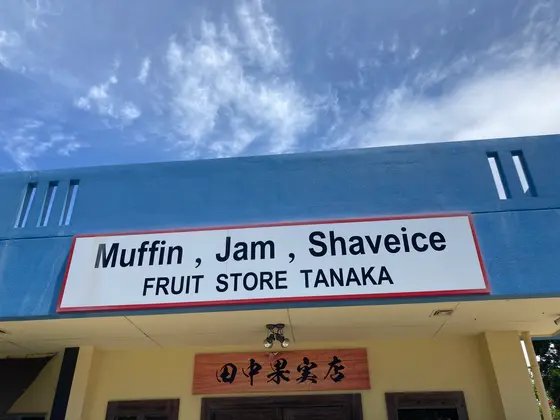 Muffin , Jam , Shaveice
FRUIT STORE TANAKA
田中果実店